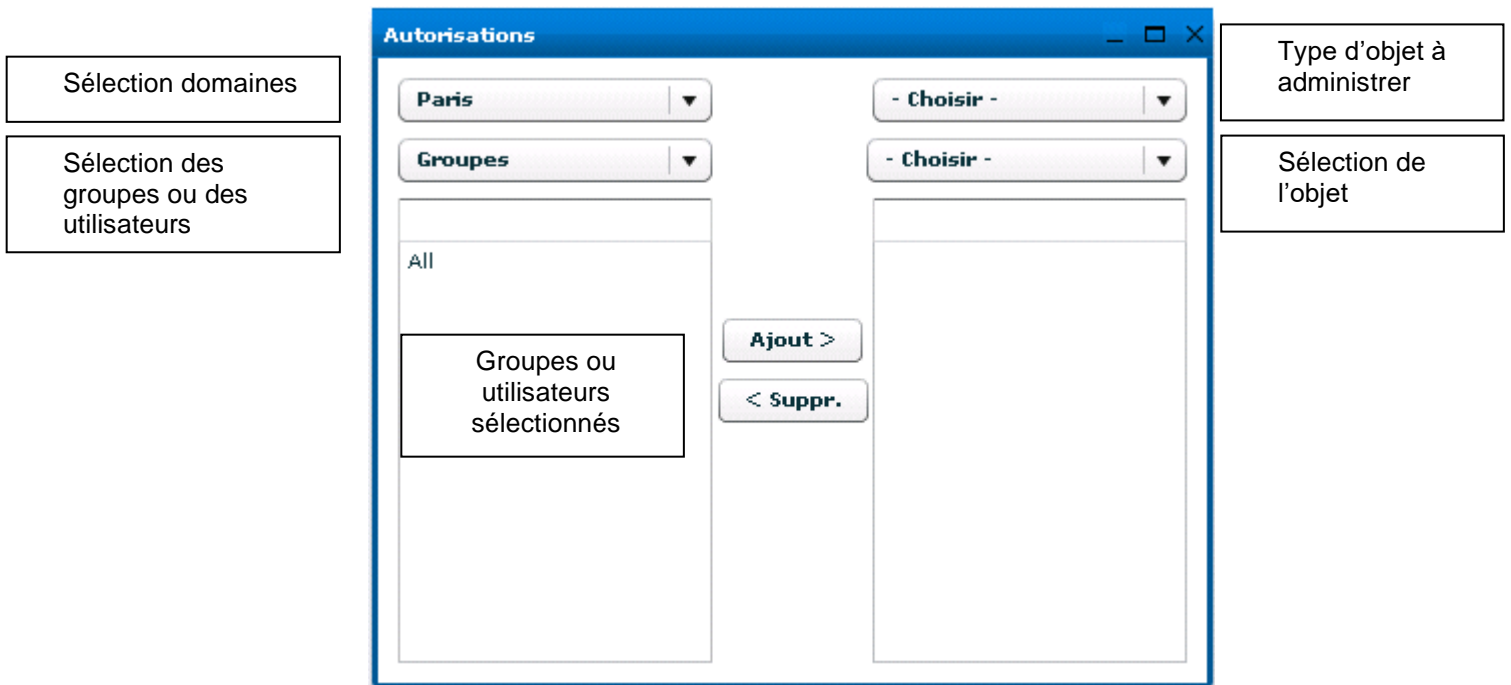 Autorisations
Sélection domaines
Paris
- Choisir -
Type d’objet à
administrer
Sélection des
groupes ou des
utilisateurs
Groupes
- Choisir -
Sélection de
l’objet
All
Groupes ou
utilisateurs
sélectionnés
Ajout >
< Suppr.